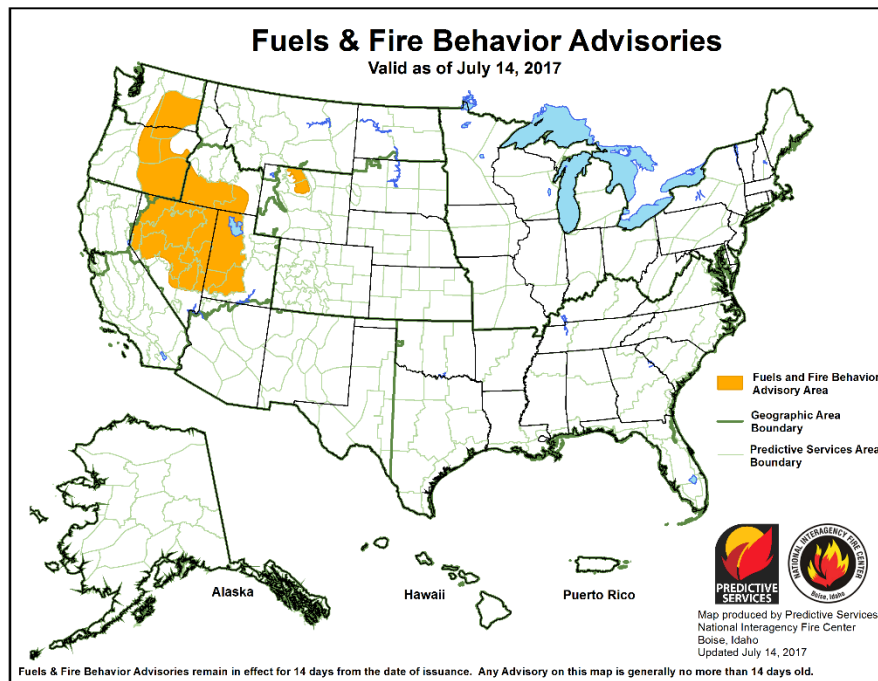 Fuels & Fire Behavior Advisories
Valid as of July 14, 2017
Fuels and Fire Behavior
Advisory Area
Geographic Area
Boundary
Predictive Services Area
Boundary
Alaska
Hawaii
Puerto Rico
PREDICTIVE
SERVICES
NATIONAL INTERAGENCY FIRE CENTER
Boise, Idaho
Map produced by Predictive Services
National Interagency Fire Center
Boise, Idaho
Updated July 14, 2017
Fuels & Fire Behavior Advisories remain in effect for 14 days from the date of issuance. Any Advisory on this map is generally no more than 14 days old.